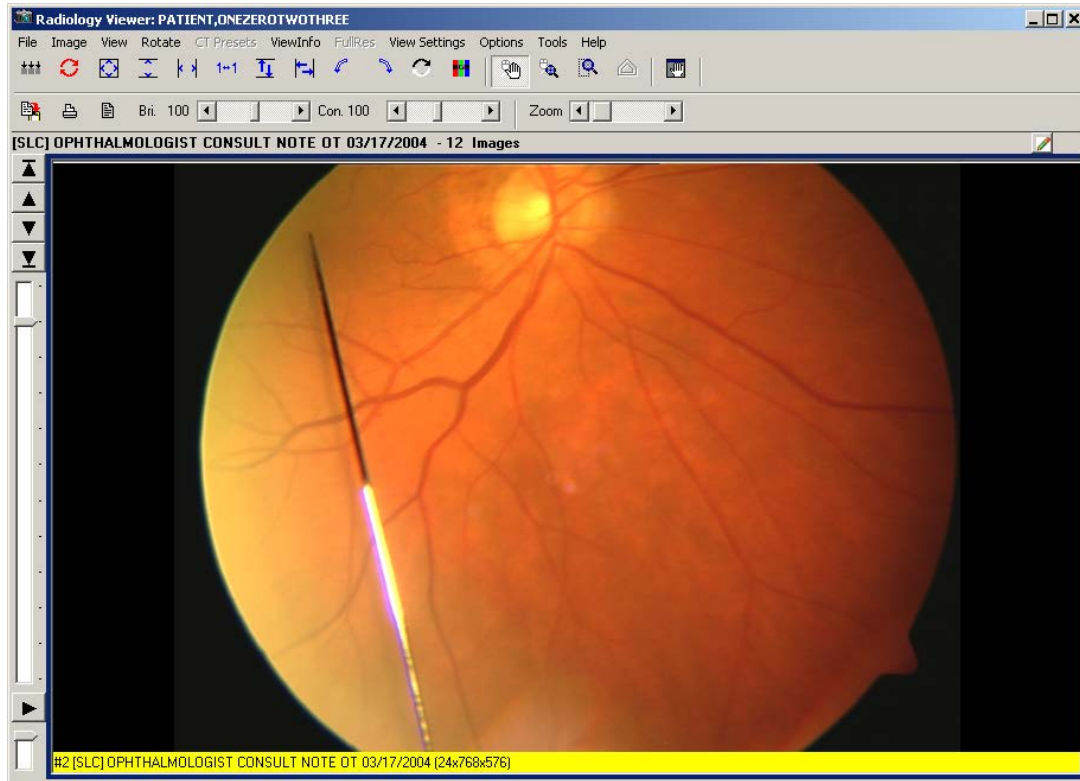 Radiology Viewer: PATIENT,ONEZEROTWOTHREE
File Image View Rotate CT Presets ViewInfo FullRes View Settings Options Tools Help
1↔1
Bri. 100 Con. 100 Zoom
[SLC] OPHTHALMOLOGIST CONSULT NOTE OT 03/17/2004 - 12 Images
#2 [SLC] OPHTHALMOLOGIST CONSULT NOTE OT 03/17/2004 (24x768x576)